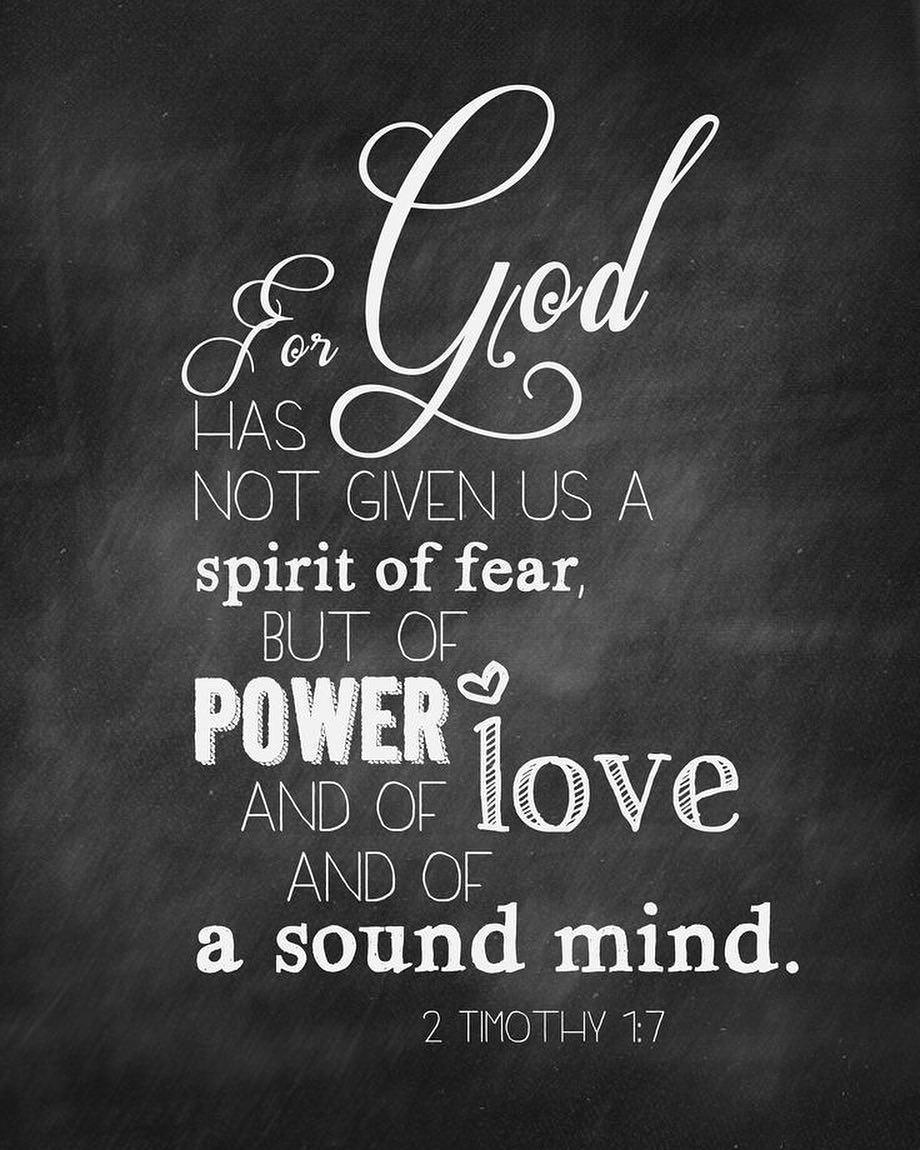 For God
HAS
NOT GIVEN US A
spirit of fear,
BUT OF
POWER
AND OF love
AND OF
a sound mind.
2 TIMOTHY 1:7